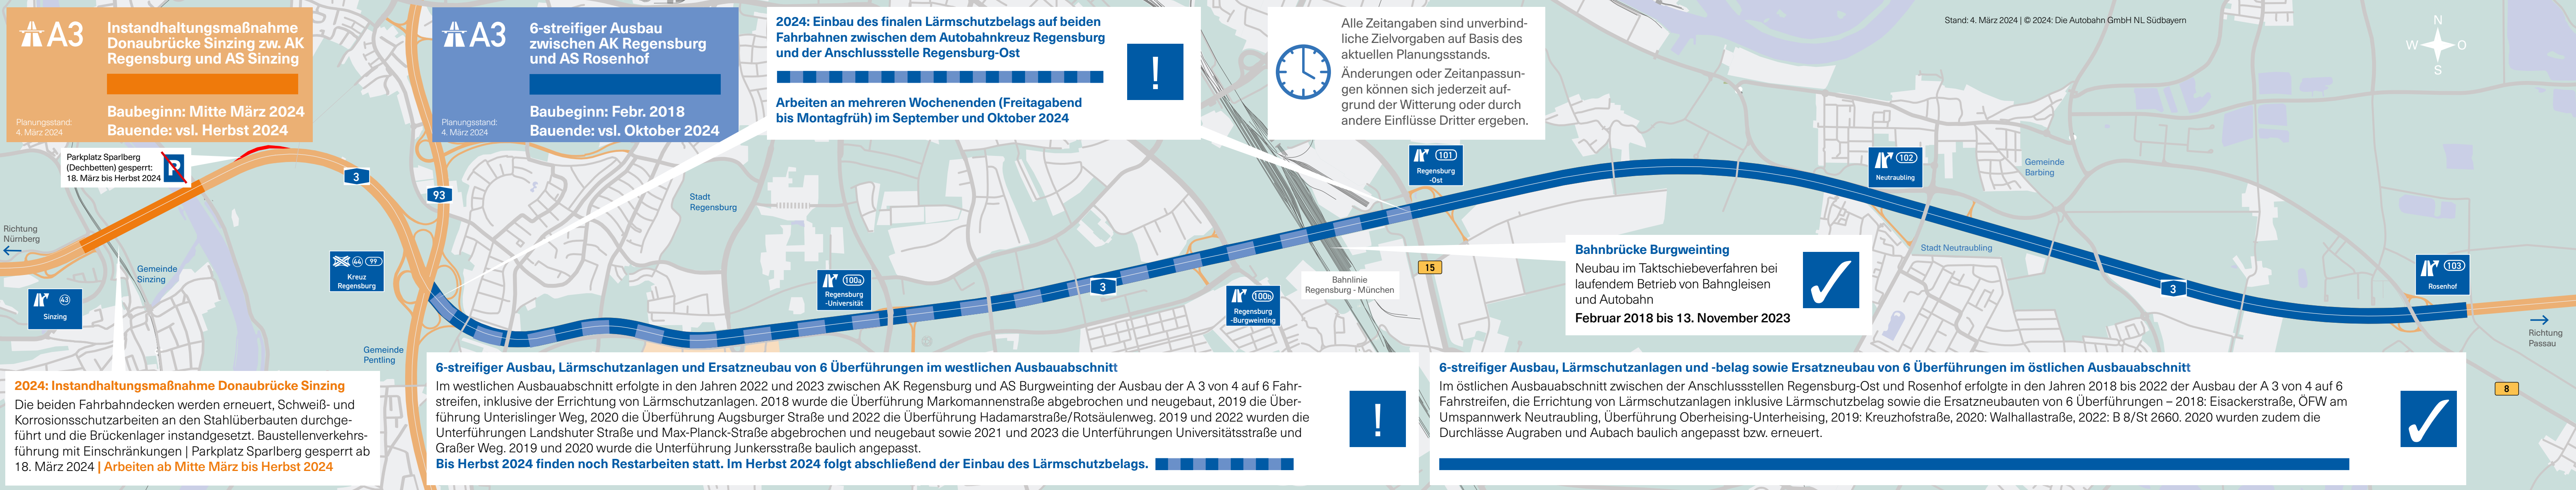 A3
Instandhaltungsmaßnahme
Donaubrücke Sinzing zw. AK
Regensburg und AS Sinzing
Baubeginn: Mitte März 2024
Bauende: vsl. Herbst 2024
Planungsstand:
4. März 2024
A3
6-streifiger Ausbau
zwischen AK Regensburg
und AS Rosenhof
Baubeginn: Febr. 2018
Bauende: vsl. Oktober 2024
Planungsstand:
4. März 2024
2024: Einbau des finalen Lärmschutzbelags auf beiden
Fahrbahnen zwischen dem Autobahnkreuz Regensburg
und der Anschlussstelle Regensburg-Ost
Arbeiten an mehreren Wochenenden (Freitagabend
bis Montagfrüh) im September und Oktober 2024
!
Alle Zeitangaben sind unverbind-
liche Zielvorgaben auf Basis des
aktuellen Planungsstands.
Änderungen oder Zeitanpassun-
gen können sich jederzeit auf-
grund der Witterung oder durch
andere Einflüsse Dritter ergeben.
Stand: 4. März 2024 | © 2024: Die Autobahn GmbH NL Südbayern
N
W O
S
Parkplatz Sparlberg
(Dechbetten) gesperrt:
18. März bis Herbst 2024
P
3
93
Stadt
Regensburg
101
Regensburg
-Ost
102
Neutraubling
Gemeinde
Barbing
Richtung
Nürnberg
Gemeinde
Sinzing
43
Sinzing
44 99
Kreuz
Regensburg
Gemeinde
Pentling
100a
Regensburg
-Universität
3
100b
Regensburg
-Burgweinting
Bahnlinie
Regensburg - München
15
Bahnbrücke Burgweinting
Neubau im Taktschiebeverfahren bei
laufendem Betrieb von Bahngleisen
und Autobahn
Februar 2018 bis 13. November 2023
Stadt Neutraubling
3
103
Rosenhof
Richtung
Passau
8
2024: Instandhaltungsmaßnahme Donaubrücke Sinzing
Die beiden Fahrbahndecken werden erneuert, Schweiß- und
Korrosionsschutzarbeiten an den Stahlüberbauten durchge-
führt und die Brückenlager instandgesetzt. Baustellenverkehrs-
führung mit Einschränkungen | Parkplatz Sparlberg gesperrt ab
18. März 2024 | Arbeiten ab Mitte März bis Herbst 2024
6-streifiger Ausbau, Lärmschutzanlagen und Ersatzneubau von 6 Überführungen im westlichen Ausbauabschnitt
Im westlichen Ausbauabschnitt erfolgte in den Jahren 2022 und 2023 zwischen AK Regensburg und AS Burgweinting der Ausbau der A 3 von 4 auf 6 Fahr-
streifen, inklusive der Errichtung von Lärmschutzanlagen. 2018 wurde die Überführung Markomannenstraße abgebrochen und neugebaut, 2019 die Über-
führung Unterislinger Weg, 2020 die Überführung Augsburger Straße und 2022 die Überführung Hadamarstraße/Rotsäulenweg. 2019 und 2022 wurden die
Unterführungen Landshuter Straße und Max-Planck-Straße abgebrochen und neugebaut sowie 2021 und 2023 die Unterführungen Universitätsstraße und
Graßer Weg. 2019 und 2020 wurde die Unterführung Junkersstraße baulich angepasst.
Bis Herbst 2024 finden noch Restarbeiten statt. Im Herbst 2024 folgt abschließend der Einbau des Lärmschutzbelags.
!
6-streifiger Ausbau, Lärmschutzanlagen und -belag sowie Ersatzneubau von 6 Überführungen im östlichen Ausbauabschnitt
Im östlichen Ausbauabschnitt zwischen der Anschlussstellen Regensburg-Ost und Rosenhof erfolgte in den Jahren 2018 bis 2022 der Ausbau der A 3 von 4 auf 6
Fahrstreifen, die Errichtung von Lärmschutzanlagen inklusive Lärmschutzbelag sowie die Ersatzneubauten von 6 Überführungen – 2018: Eisackerstraße, ÖFW am
Umspannwerk Neutraubling, Überführung Oberheising-Unterheising, 2019: Kreuzhofstraße, 2020: Walhallastraße, 2022: B 8/St 2660. 2020 wurden zudem die
Durchlässe Augraben und Aubach baulich angepasst bzw. erneuert.